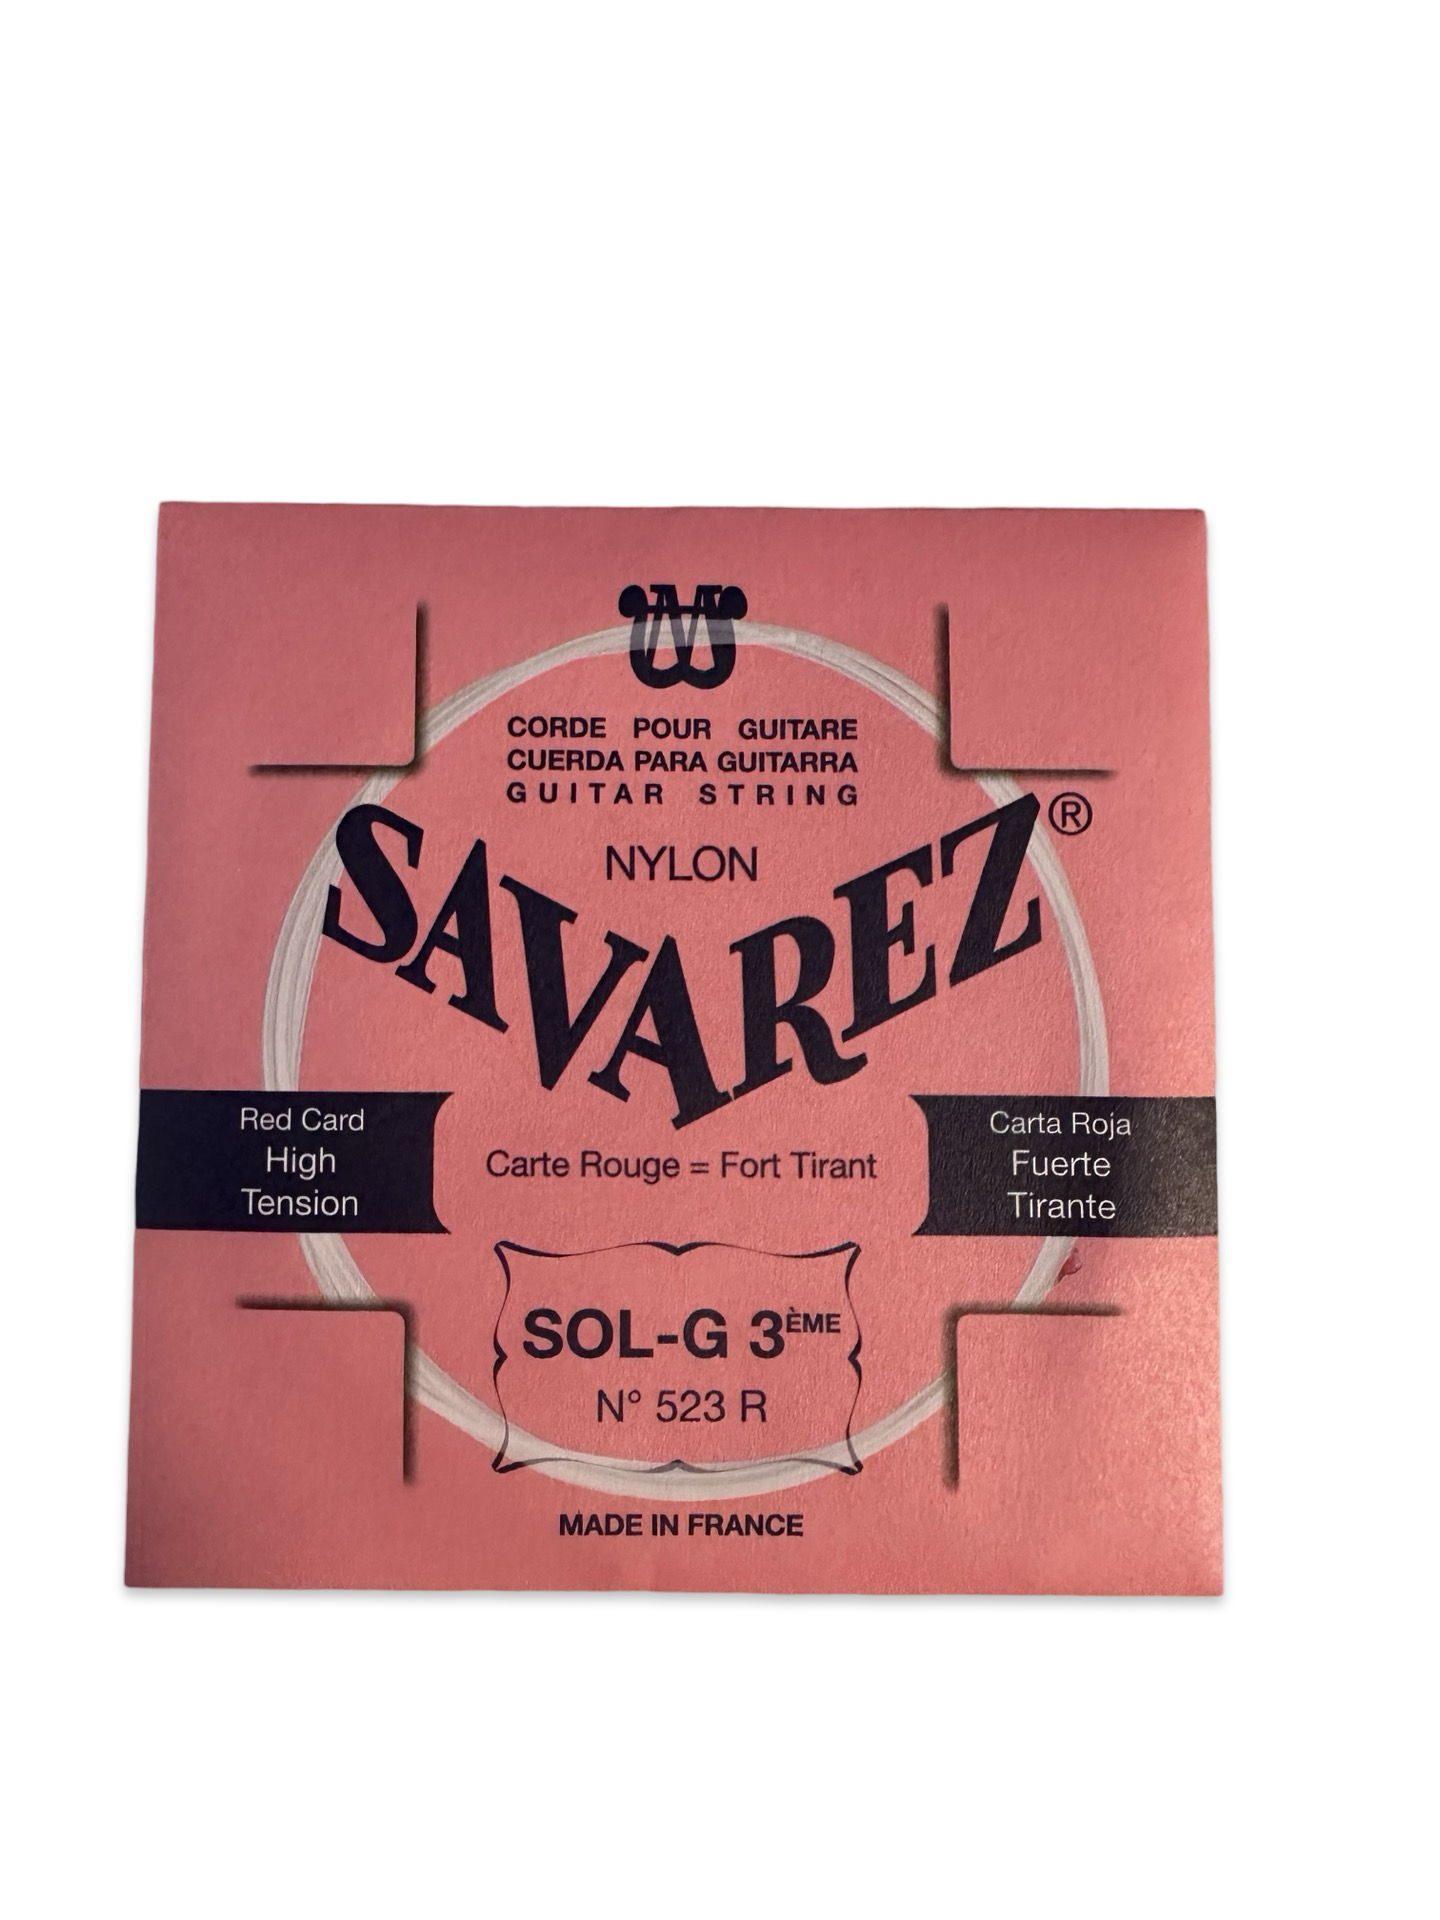 CORDE POUR GUITARE
CUERDA PARA GUITARRA
GUITAR STRING
NYLON
SAVAREZ®
Red Card
High
Tension
Carte Rouge = Fort Tirant
Carta Roja
Fuerte
Tirante
SOL-G 3ÈME
N° 523 R
MADE IN FRANCE